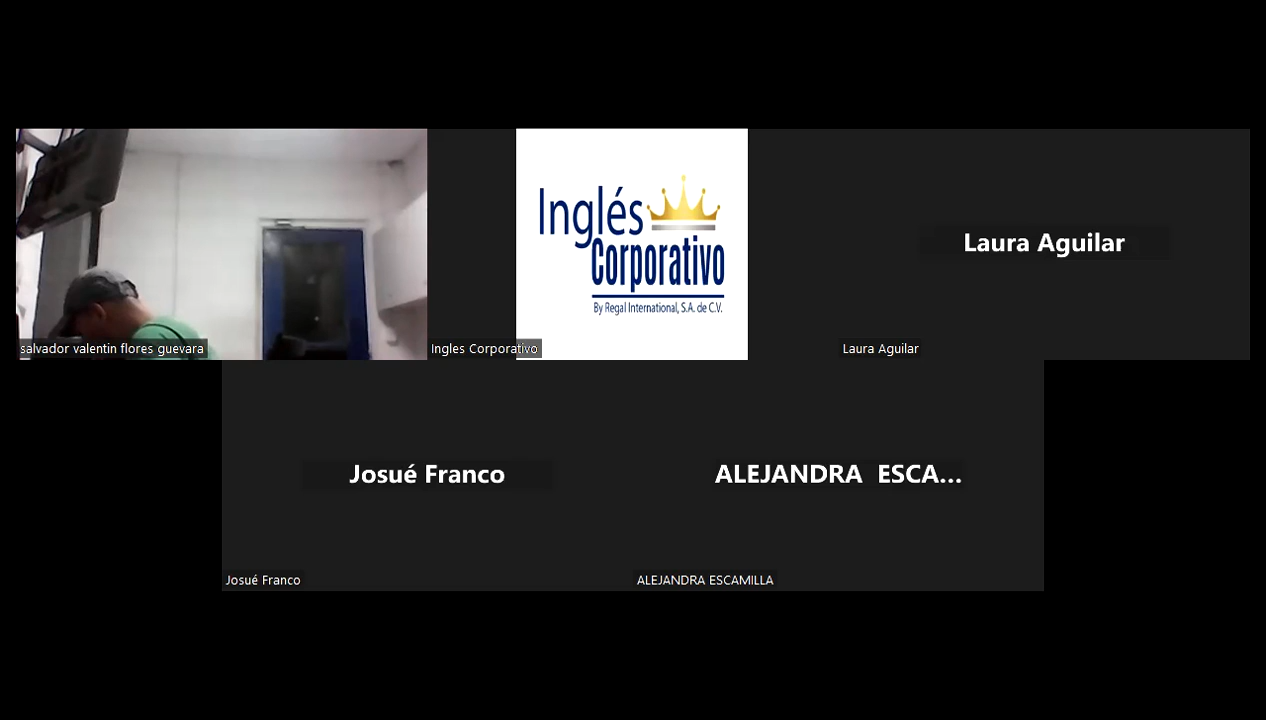 Inglés
Corporativo
By Regal International, S.A. de C.V.
Laura Aguilar
salvador valentin flores guevara
Ingles Corporativo
Laura Aguilar
Josué Franco
ALEJANDRA ESCA...
Josué Franco
ALEJANDRA ESCAMILLA